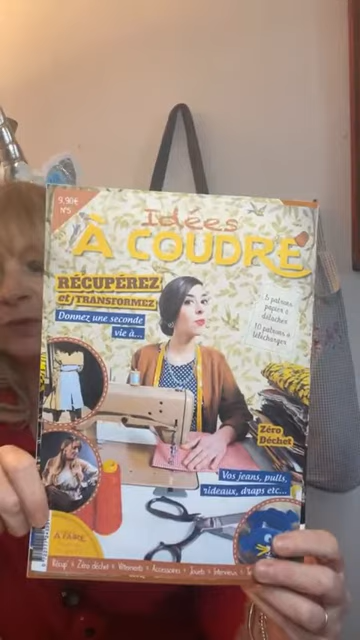 9,90€
N°5
Idées
À COUDRE
RÉCUPÉREZ
et TRANSFORMEZ
Donnez une seconde
vie à...
5 patrons
papier à
détacher
10 patrons à
télécharger
Zéro
Déchet
Vos jeans, pulls,
rideaux, draps etc...
À FAIRE
Récup' Zéro déchet Vêtements Accessoires Jouets Interviews